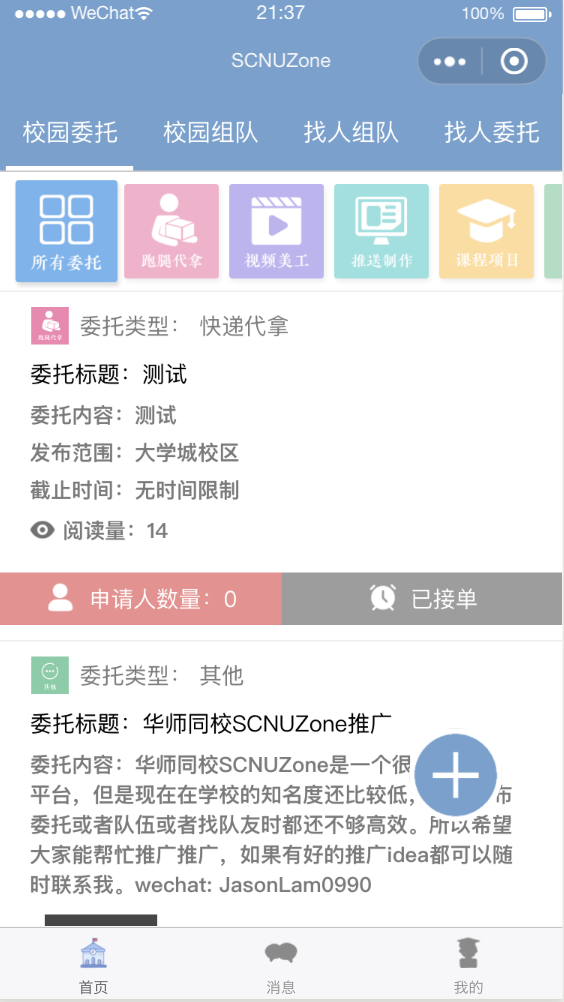 WeChat 21:37 100%
SCNUZone
校园委托 校园组队 找人组队 找人委托
所有委托 跑腿代拿 视频美工 推送制作 课程项目
跑腿代拿 委托类型: 快递代拿
委托标题：测试
委托内容：测试
发布范围：大学城校区
截止时间：无时间限制
阅读量：14
申请人数量：0 已接单
委托类型: 其他
委托标题：华师同校SCNUZone推广
委托内容：华师同校SCNUZone是一个很
平台，但是现在在学校的知名度还比较低， 布
委托或者队伍或者找队友时都还不够高效。所以希望
大家能帮忙推广推广，如果有好的推广idea都可以随
时联系我。wechat: JasonLam0990
首页 消息 我的